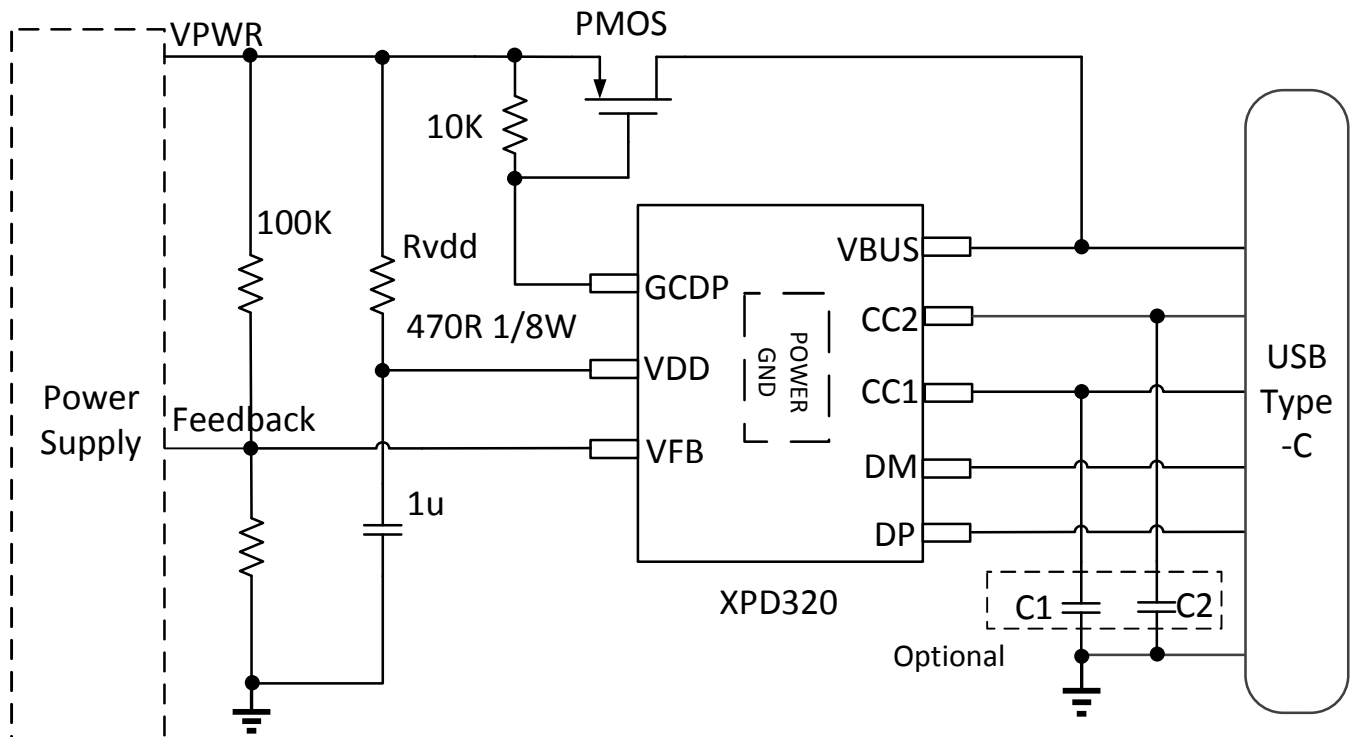 PMOS
VPWR
10K
100K
Rvdd
470R 1/8W
Power
Supply
Feedback
1u
GCDP
VDD
VFB
POWER
GND
VBUS
CC2
CC1
DM
DP
XPD320
C1
C2
Optional
USB
Type
-C